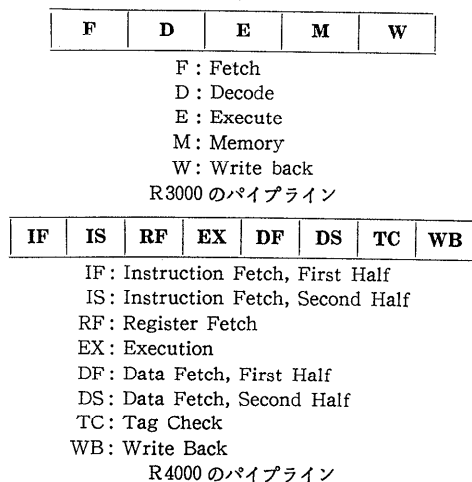 F D E M W
F : Fetch
D : Decode
E : Execute
M : Memory
W : Write back
R3000 のパイプライン
IF IS RF EX DF DS TC WB
IF : Instruction Fetch, First Half
IS : Instruction Fetch, Second Half
RF : Register Fetch
EX : Execution
DF : Data Fetch, First Half
DS : Data Fetch, Second Half
TC : Tag Check
WB : Write Back
R4000 のパイプライン